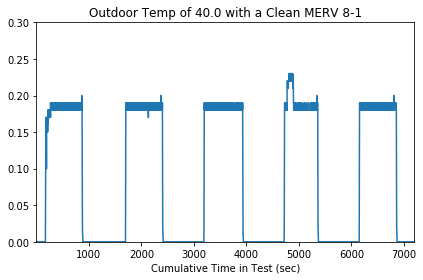 Outdoor Temp of 40.0 with a Clean MERV 8-1
0.30
0.25
0.20
0.15
0.10
0.05
0.00
1000 2000 3000 4000 5000 6000 7000
Cumulative Time in Test (sec)